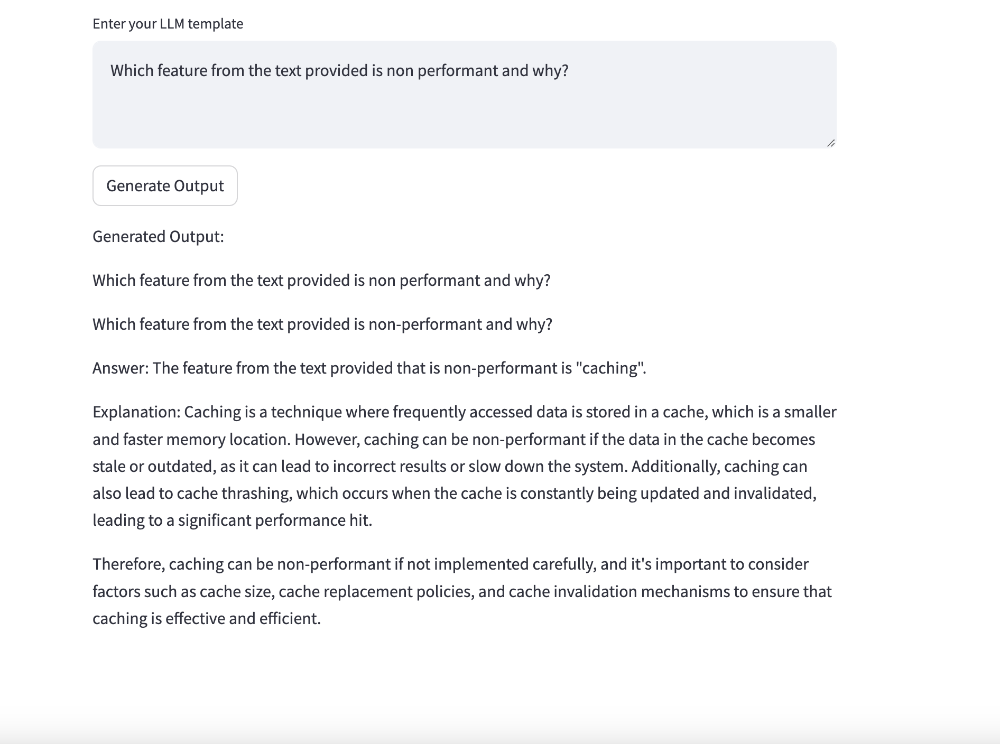 Enter your LLM template
Which feature from the text provided is non performant and why?
Generate Output
Generated Output:
Which feature from the text provided is non performant and why?
Which feature from the text provided is non-performant and why?
Answer: The feature from the text provided that is non-performant is "caching".
Explanation: Caching is a technique where frequently accessed data is stored in a cache, which is a smaller
and faster memory location. However, caching can be non-performant if the data in the cache becomes
stale or outdated, as it can lead to incorrect results or slow down the system. Additionally, caching can
also lead to cache thrashing, which occurs when the cache is constantly being updated and invalidated,
leading to a significant performance hit.
Therefore, caching can be non-performant if not implemented carefully, and it's important to consider
factors such as cache size, cache replacement policies, and cache invalidation mechanisms to ensure that
caching is effective and efficient.